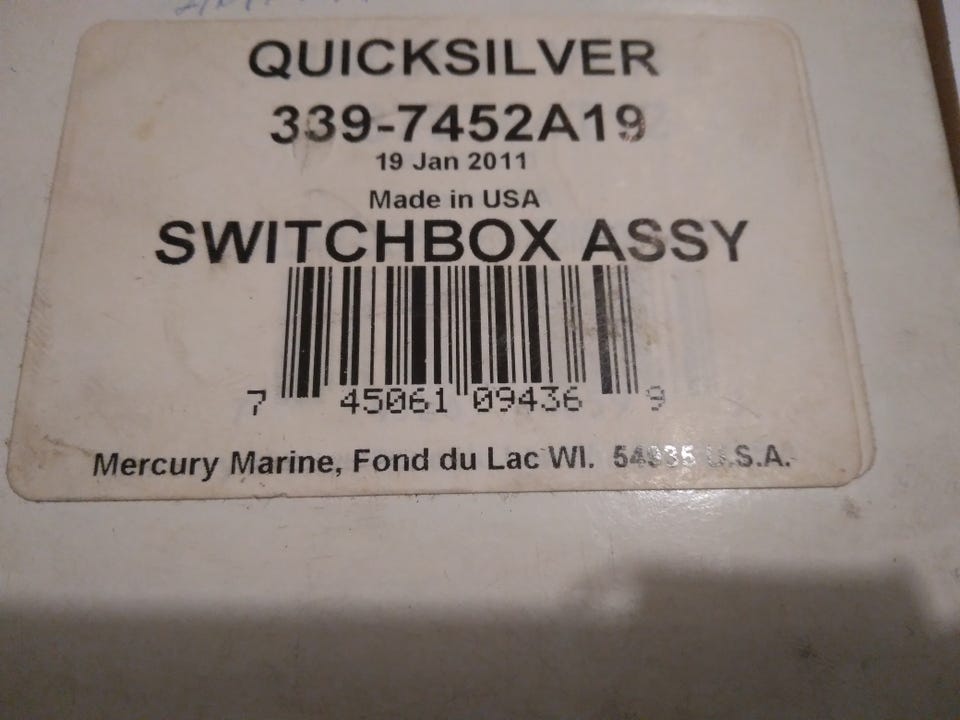 QUICKSILVER
339-7452A19
19 Jan 2011
Made in USA
SWITCHBOX ASSY
7 45061 09436 9
Mercury Marine, Fond du Lac WI. 54935 U.S.A.